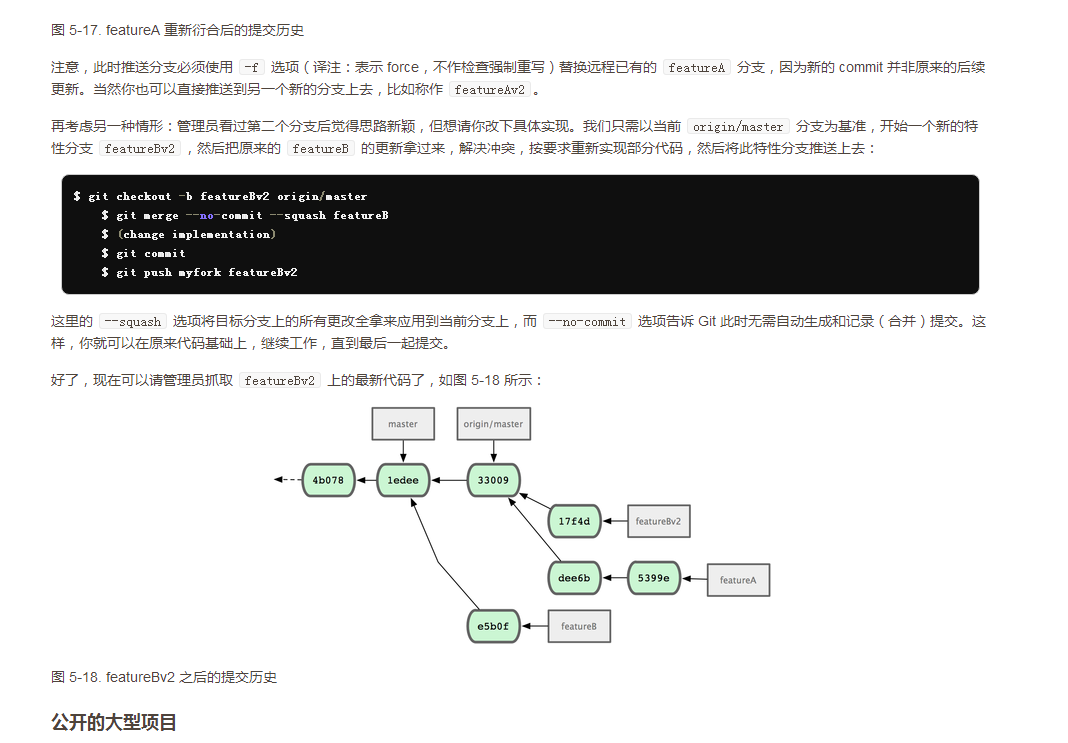 图 5-17. featureA 重新衍合后的提交历史
注意，此时推送分支必须使用 -f 选项（译注：表示 force，不作检查强制重写）替换远程已有的 featureA 分支，因为新的 commit 并非原来的后续
更新。当然你也可以直接推送到另一个新的分支上去，比如称作 featureAv2 。
再考虑另一种情形：管理员看过第二个分支后觉得思路新颖，但想请你改下具体实现。我们只需以当前 origin/master 分支为基准，开始一个新的特
性分支 featureBv2 ，然后把原来的 featureB 的更新拿过来，解决冲突，按要求重新实现部分代码，然后将此特性分支推送上去：
$ git checkout -b featureBv2 origin/master
$ git merge --no-commit --squash featureB
$ (change implementation)
$ git commit
$ git push myfork featureBv2
这里的 --squash 选项将目标分支上的所有更改全拿来应用到当前分支上，而 --no-commit 选项告诉 Git 此时无需自动生成和记录（合并）提交。这
样，你就可以在原来代码基础上，继续工作，直到最后一起提交。
好了，现在可以请管理员抓取 featureBv2 上的最新代码了，如图 5-18 所示：
master origin/master
4b078 1edee 33009
17f4d featureBv2
dee6b 5399e featureA
e5b0f featureB
图 5-18. featureBv2 之后的提交历史
公开的大型项目